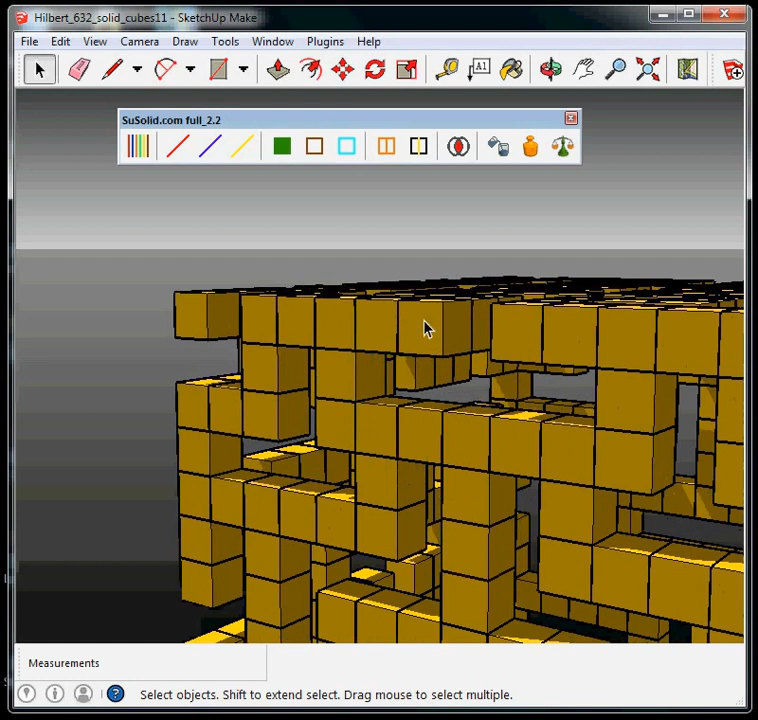 Hilbert_632_solid_cubes11 - SketchUp Make
File Edit View Camera Draw Tools Window Plugins Help
A1
SuSolid.com full_2.2
Measurements
Select objects. Shift to extend select. Drag mouse to select multiple.